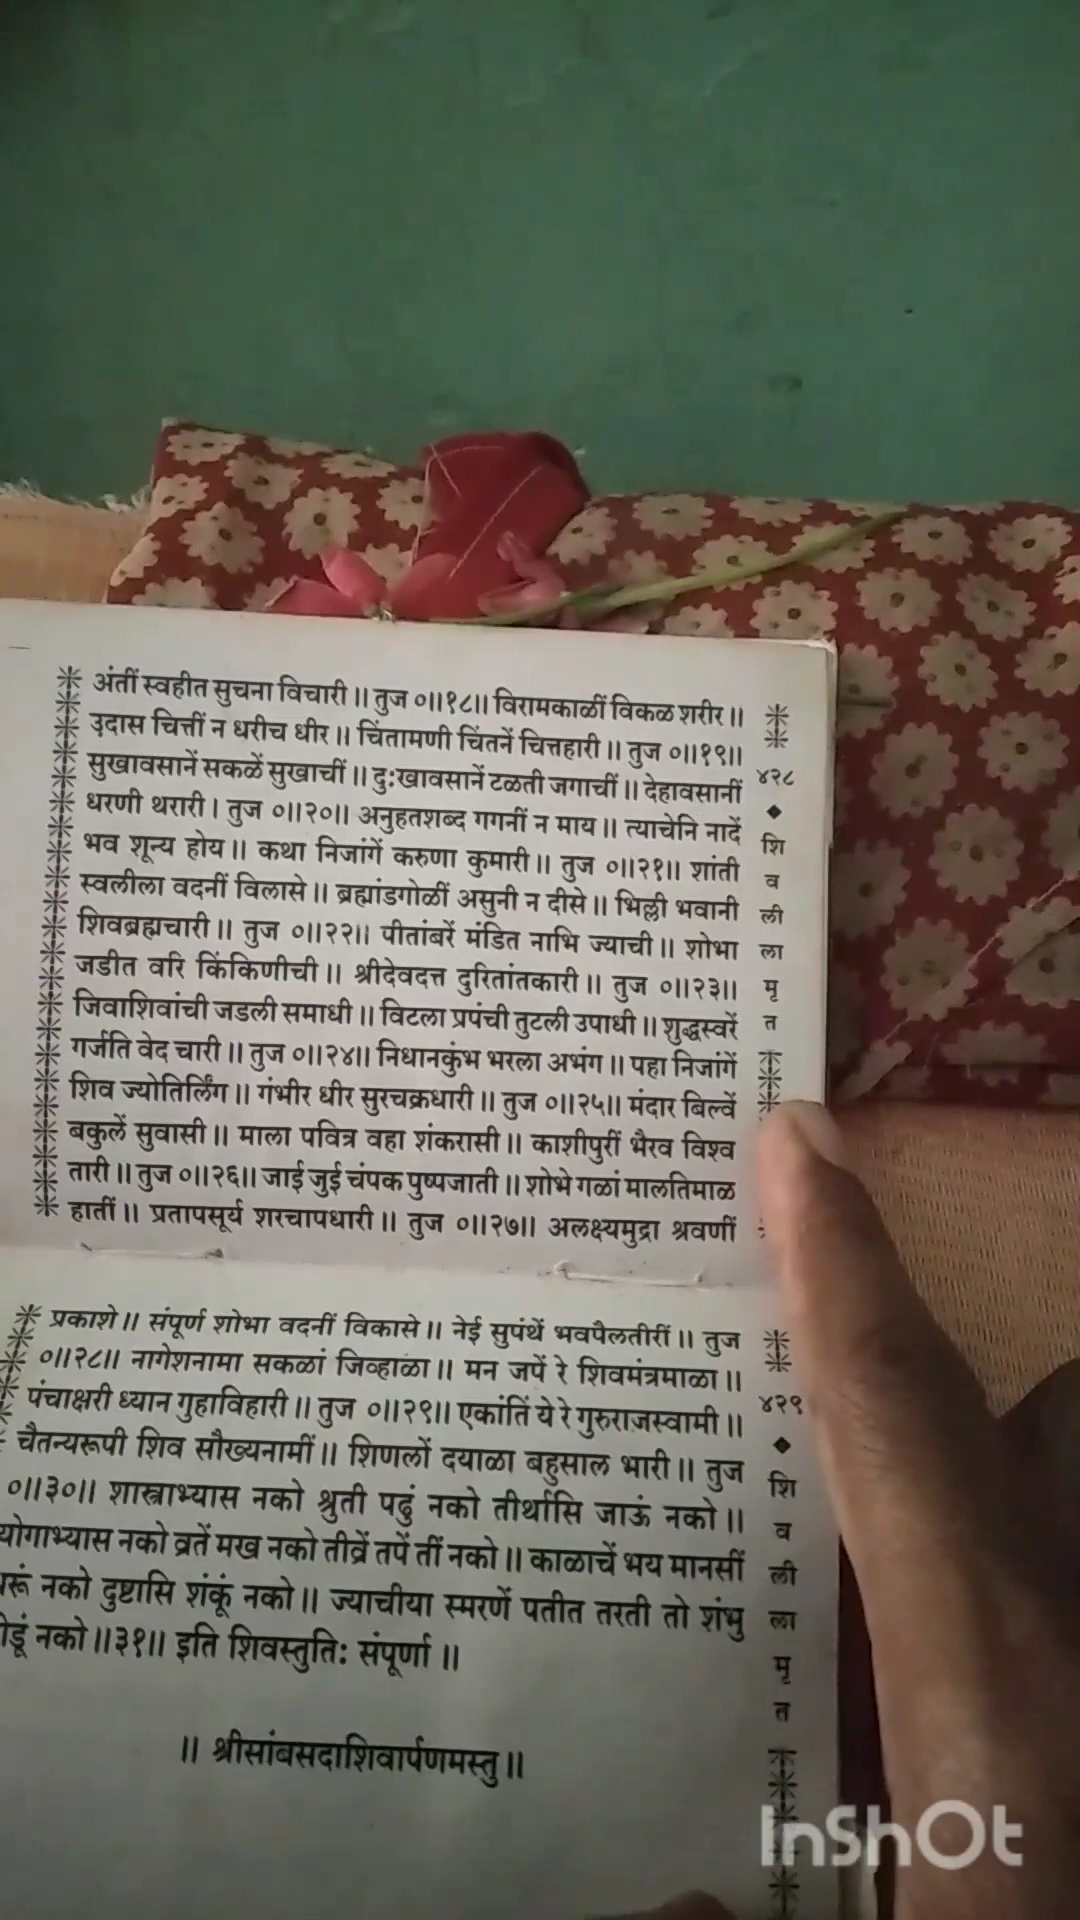 अंतीं स्वहीत सुचना विचारी॥ तुज ०॥१८॥ विरामकाळीं विकळ शरीर॥
उदास चित्तीं न धरीच धीर॥ चिंतामणी चिंतनें चित्तहारी॥ तुज ०॥१९॥
सुखावसानें सकळें सुखाचीं॥ दुःखावसानें टळती जगाचीं॥ देहावसानीं
धरणी थरारी। तुज ०॥२०॥ अनुहतशब्द गगनीं न माय॥ त्याचेनि नादें
भव शून्य होय॥ कथा निजांगें करुणा कुमारी॥ तुज ०॥२१॥ शांती
स्वलीला वदनीं विलासे॥ ब्रह्मांडगोळीं असुनी न दीसे॥ भिल्ली भवानी
शिवब्रह्मचारी॥ तुज ०॥२२॥ पीतांबरें मंडित नाभि ज्याची॥ शोभा
जडीत वरि किंकिणीची॥ श्रीदेवदत्त दुरितांतकारी॥ तुज ०॥२३॥
जिवाशिवांची जडली समाधी॥ विटला प्रपंची तुटली उपाधी॥ शुद्धस्वरें
गर्जति वेद चारी॥ तुज ०॥२४॥ निधानकुंभ भरला अभंग॥ पहा निजांगें
शिव ज्योतिर्लिंग॥ गंभीर धीर सुरचक्रधारी॥ तुज ०॥२५॥ मंदार बिल्वें
बकुलें सुवासी॥ माला पवित्र वहा शंकरासी॥ काशीपुरीं भैरव विश्व
तारी॥ तुज ०॥२६॥ जाई जुई चंपक पुष्पजाती॥ शोभे गळां मालतिमाळ
हातीं॥ प्रतापसूर्य शरचापधारी॥ तुज ०॥२७॥ अलक्ष्यमुद्रा श्रवणीं
४२८
◆
शि
व
ली
ला
मृ
त
प्रकाशे॥ संपूर्ण शोभा वदनीं विकासे॥ नेई सुपंथें भवपैलतीरीं॥ तुज
०॥२८॥ नागेशनामा सकळां जिव्हाळा॥ मन जपें रे शिवमंत्रमाळा॥
पंचाक्षरी ध्यान गुहाविहारी॥ तुज ०॥२९॥ एकांतिं ये रे गुरुराजस्वामी॥
चैतन्यरूपी शिव सौख्यनामीं॥ शिणलों दयाळा बहुसाल भारी॥ तुज
०॥३०॥ शास्त्राभ्यास नको श्रुती पढुं नको तीर्थासि जाऊं नको॥
योगाभ्यास नको व्रतें मख नको तीव्रें तपें तीं नको॥ काळाचें भय मानसीं
नको दुष्टासि शंकूं नको॥ ज्याचीया स्मरणें पतीत तरती तो शंभु
नको॥३१॥ इति शिवस्तुतिः संपूर्णा॥
॥ श्रीसांबसदाशिवार्पणमस्तु॥
४२९
◆
शि
व
ली
ला
मृ
त
InShOt